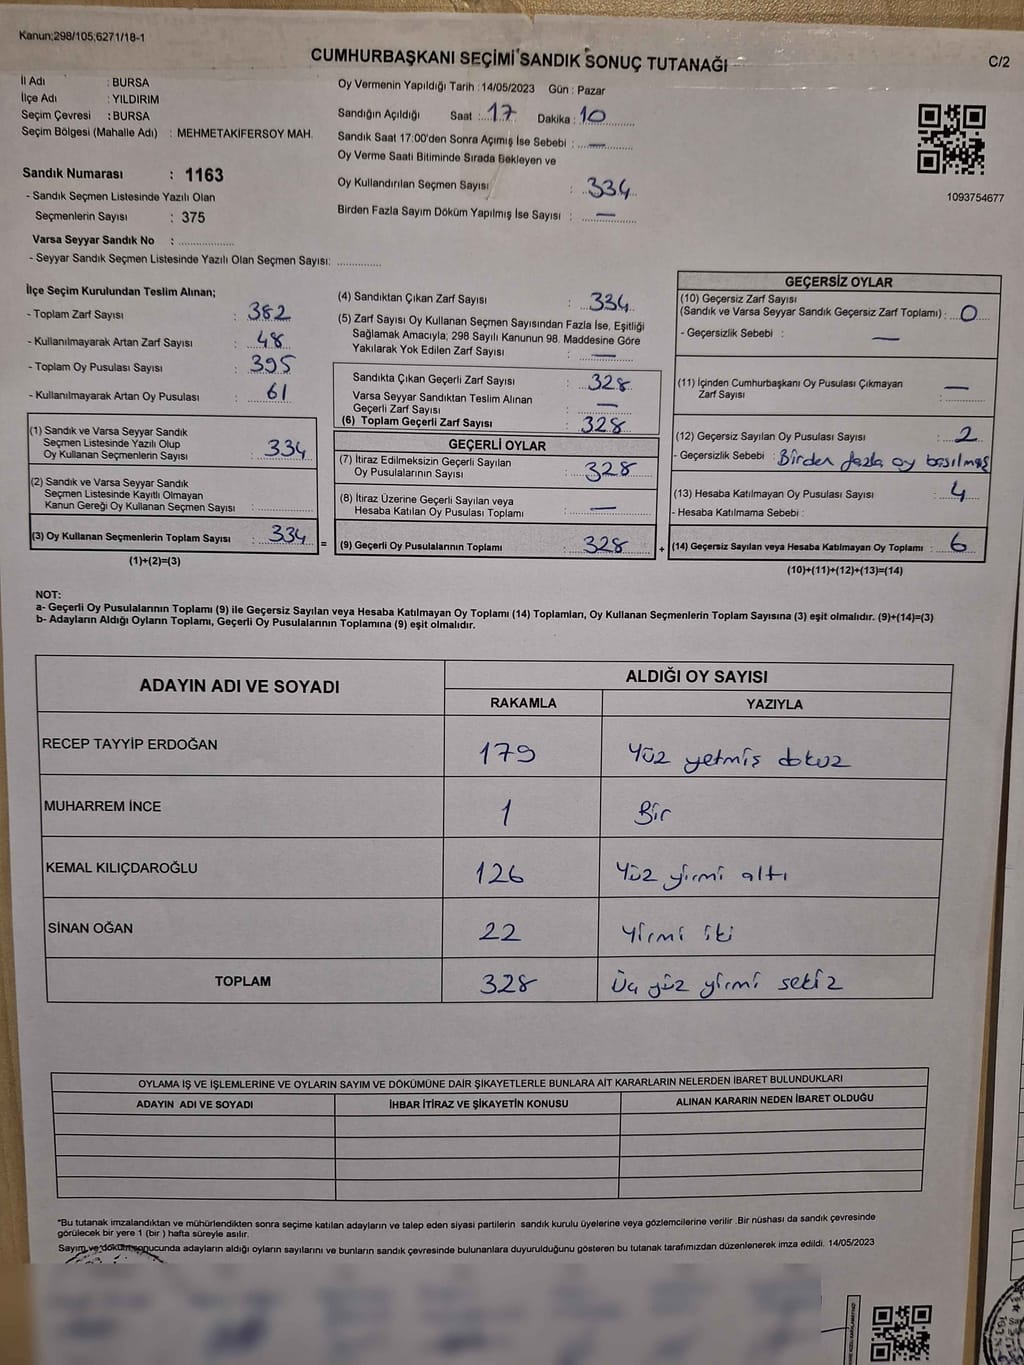 Kanun;298/105,6271/18-1
CUMHURBAŞKANI SEÇİMİ SANDIK SONUÇ TUTANAĞI
C/2
İl Adı : BURSA
İlçe Adı : YILDIRIM
Seçim Çevresi : BURSA
Seçim Bölgesi (Mahalle Adı) : MEHMETAKİFERSOY MAH.
Sandık Numarası : 1163
- Sandık Seçmen Listesinde Yazılı Olan
Seçmenlerin Sayısı : 375
Varsa Seyyar Sandık No : ..................
- Seyyar Sandık Seçmen Listesinde Yazılı Olan Seçmen Sayısı: ..............
Oy Vermenin Yapıldığı Tarih : 14/05/2023 Gün : Pazar
Sandığın Açıldığı Saat : 17 Dakika : 10
Sandık Saat 17:00'den Sonra Açımış İse Sebebi : —
Oy Verme Saati Bitiminde Sırada Bekleyen ve
Oy Kullandırılan Seçmen Sayısı : 334
Birden Fazla Sayım Döküm Yapılmış İse Sayısı : —
1093754677
İlçe Seçim Kurulundan Teslim Alınan;
- Toplam Zarf Sayısı : 382
- Kullanılmayarak Artan Zarf Sayısı : 48
- Toplam Oy Pusulası Sayısı : 395
- Kullanılmayarak Artan Oy Pusulası : 61
(1) Sandık ve Varsa Seyyar Sandık
Seçmen Listesinde Yazılı Olup
Oy Kullanan Seçmenlerin Sayısı : 334
(2) Sandık ve Varsa Seyyar Sandık
Seçmen Listesinde Kayıtlı Olmayan
Kanun Gereği Oy Kullanan Seçmen Sayısı : ..............
(3) Oy Kullanan Seçmenlerin Toplam Sayısı : 334 =
(1)+(2)=(3)
(4) Sandıktan Çıkan Zarf Sayısı : 334
(5) Zarf Sayısı Oy Kullanan Seçmen Sayısından Fazla İse, Eşitliği
Sağlamak Amacıyla; 298 Sayılı Kanunun 98. Maddesine Göre
Yakılarak Yok Edilen Zarf Sayısı : —
Sandıkta Çıkan Geçerli Zarf Sayısı : 328
Varsa Seyyar Sandıktan Teslim Alınan
Geçerli Zarf Sayısı : —
(6) Toplam Geçerli Zarf Sayısı : 328
GEÇERLİ OYLAR
(7) İtiraz Edilmeksizin Geçerli Sayılan
Oy Pusulalarının Sayısı : 328
(8) İtiraz Üzerine Geçerli Sayılan veya
Hesaba Katılan Oy Pusulası Toplamı : —
(9) Geçerli Oy Pusulalarının Toplamı : 328 +
GEÇERSİZ OYLAR
(10) Geçersiz Zarf Sayısı
(Sandık ve Varsa Seyyar Sandık Geçersiz Zarf Toplamı) : 0
- Geçersizlik Sebebi : —
(11) İçinden Cumhurbaşkanı Oy Pusulası Çıkmayan
Zarf Sayısı : —
(12) Geçersiz Sayılan Oy Pusulası Sayısı : 2
- Geçersizlik Sebebi : Birden fazla oy basılmış
(13) Hesaba Katılmayan Oy Pusulası Sayısı : 4
- Hesaba Katılmama Sebebi :
(14) Geçersiz Sayılan veya Hesaba Katılmayan Oy Toplamı : 6
(10)+(11)+(12)+(13)=(14)
NOT:
a- Geçerli Oy Pusulalarının Toplamı (9) ile Geçersiz Sayılan veya Hesaba Katılmayan Oy Toplamı (14) Toplamları, Oy Kullanan Seçmenlerin Toplam Sayısına (3) eşit olmalıdır. (9)+(14)=(3)
b- Adayların Aldığı Oyların Toplamı, Geçerli Oy Pusulalarının Toplamına (9) eşit olmalıdır.
ADAYIN ADI VE SOYADI ALDIĞI OY SAYISI
RAKAMLA YAZIYLA
RECEP TAYYİP ERDOĞAN 179 Yüz yetmiş dokuz
MUHARREM İNCE 1 Bir
KEMAL KILIÇDAROĞLU 126 Yüz yirmi altı
SİNAN OĞAN 22 Yirmi iki
TOPLAM 328 Üç yüz yirmi sekiz
OYLAMA İŞ VE İŞLEMLERİNE VE OYLARIN SAYIM VE DÖKÜMÜNE DAİR ŞİKAYETLERLE BUNLARA AİT KARARLARIN NELERDEN İBARET BULUNDUKLARI
ADAYIN ADI VE SOYADI İHBAR İTİRAZ VE ŞİKAYETİN KONUSU ALINAN KARARIN NEDEN İBARET OLDUĞU
"Bu tutanak imzalandıktan ve mühürlendikten sonra seçime katılan adayların ve talep eden siyasi partilerin sandık kurulu üyelerine veya gözlemcilerine verilir .Bir nüshası da sandık çevresinde
görülecek bir yere 1 (bir ) hafta süreyle asılır.
Sayım ve döküm sonucunda adayların aldığı oyların sayılarını ve bunların sandık çevresinde bulunanlara duyurulduğunu gösteren bu tutanak tarafımızdan düzenlenerek imza edildi. 14/05/2023